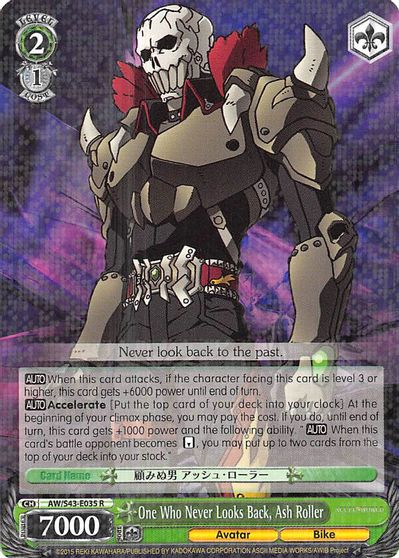 LEVEL
2
1
COST
Never look back to the past.
【AUTO】When this card attacks, if the character facing this card is level 3 or
higher, this card gets +6000 power until end of turn.
【AUTO】Accelerate [Put the top card of your deck into your clock] At the
beginning of your climax phase, you may pay the cost. If you do, until end of
turn, this card gets +1000 power and the following ability. "【AUTO】When this
card's battle opponent becomes 【】, you may put up to two cards from the
top of your deck into your stock."
Card Name
顧みぬ男 アッシュ・ローラー
CH AW/S43-E035 R
One Who Never Looks Back, Ash Roller
POWER
7000
SOUL
Avatar
Bike
©2015 REKI KAWAHARA/PUBLISHED BY KADOKAWA CORPORATION ASCII MEDIA WORKS/AWIB Project